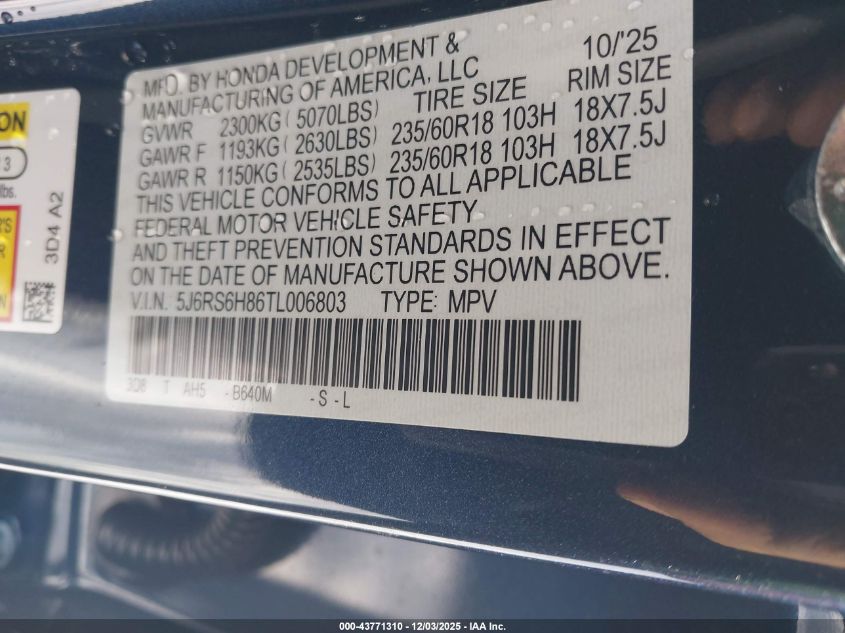 ON
3
lbs.
R'S
R
3D4 A2
MFD. BY HONDA DEVELOPMENT &
MANUFACTURING OF AMERICA, LLC
10/'25
GVWR 2300KG ( 5070LBS) TIRE SIZE RIM SIZE
GAWR F 1193KG ( 2630LBS) 235/60R18 103H 18X7.5J
GAWR R 1150KG ( 2535LBS) 235/60R18 103H 18X7.5J
THIS VEHICLE CONFORMS TO ALL APPLICABLE
FEDERAL MOTOR VEHICLE SAFETY
AND THEFT PREVENTION STANDARDS IN EFFECT
ON THE DATE OF MANUFACTURE SHOWN ABOVE.
V.I.N. 5J6RS6H86TL006803 TYPE: MPV
3D8 T AH5 - B640M - S - L
000-43771310 - 12/03/2025 - IAA Inc.